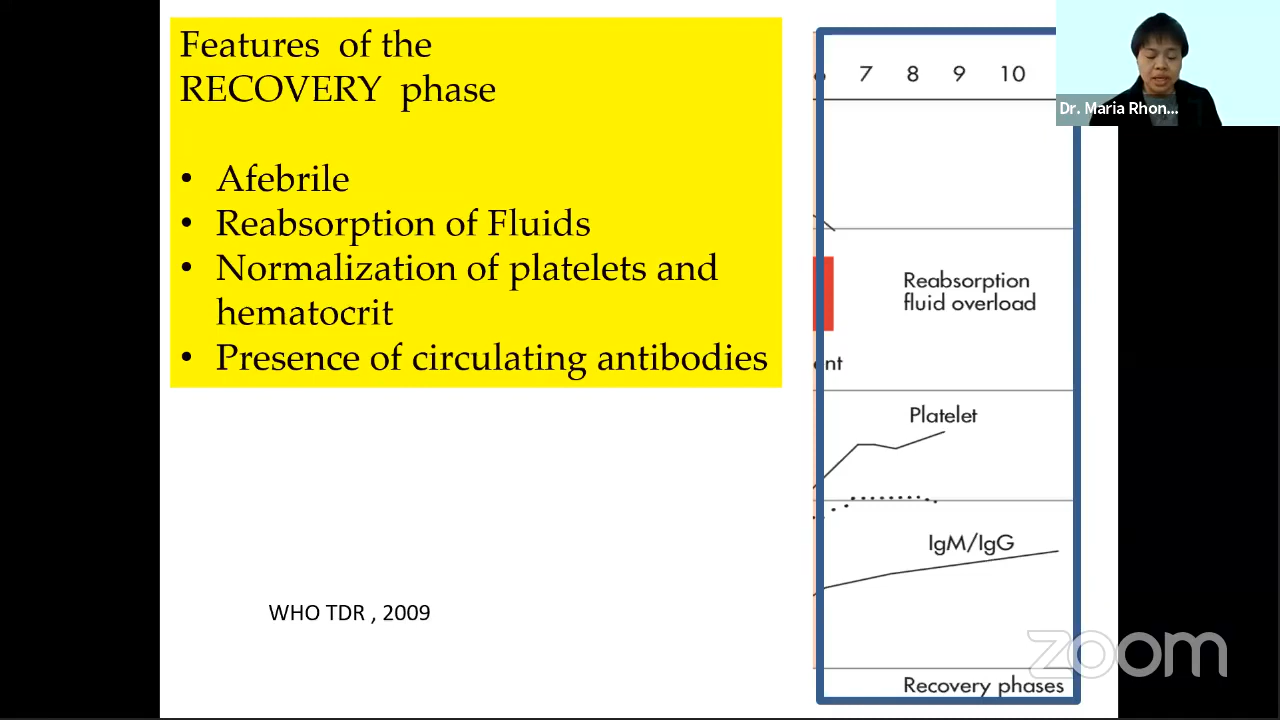 Features of the
RECOVERY phase
• Afebrile
• Reabsorption of Fluids
• Normalization of platelets and
hematocrit
• Presence of circulating antibodies
WHO TDR , 2009
7 8 9 10
Reabsorption
fluid overload
Platelet
IgM/IgG
Recovery phases
Dr. Maria Rhon...
zoom